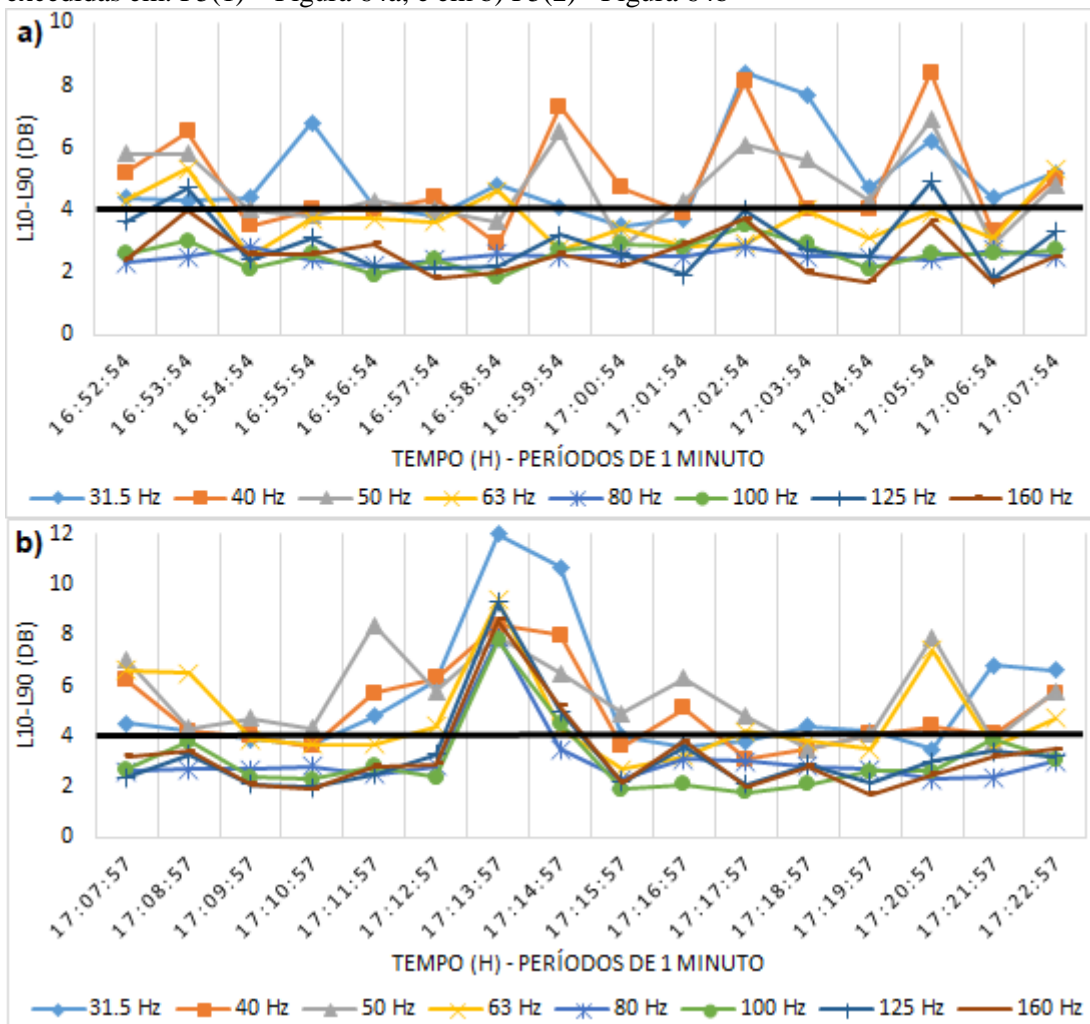 a)
10
8
6
4
2
0
L10-L90 (DB)
16:52:54 16:53:54 16:54:54 16:55:54 16:56:54 16:57:54 16:58:54 16:59:54 17:00:54 17:01:54 17:02:54 17:03:54 17:04:54 17:05:54 17:06:54 17:07:54
TEMPO (H) - PERÍODOS DE 1 MINUTO
31.5 Hz 40 Hz 50 Hz 63 Hz 80 Hz 100 Hz 125 Hz 160 Hz
b)
12
10
8
6
4
2
0
L10-L90 (DB)
17:07:57 17:08:57 17:09:57 17:10:57 17:11:57 17:12:57 17:13:57 17:14:57 17:15:57 17:16:57 17:17:57 17:18:57 17:19:57 17:20:57 17:21:57 17:22:57
TEMPO (H) - PERÍODOS DE 1 MINUTO
31.5 Hz 40 Hz 50 Hz 63 Hz 80 Hz 100 Hz 125 Hz 160 Hz